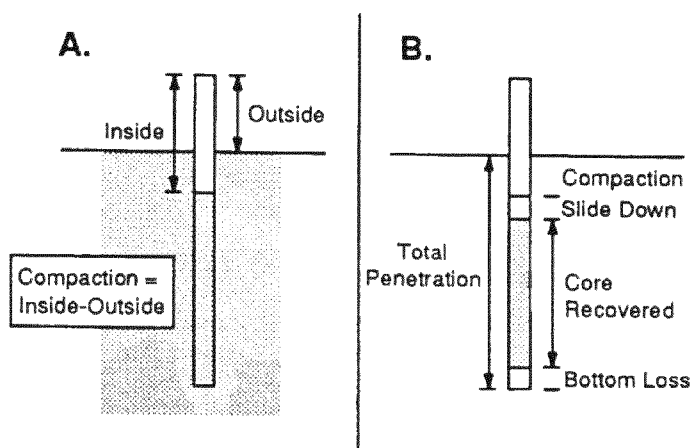 A.
Inside
Outside
Compaction =
Inside-Outside
B.
Compaction
Slide Down
Total
Penetration
Core
Recovered
Bottom Loss